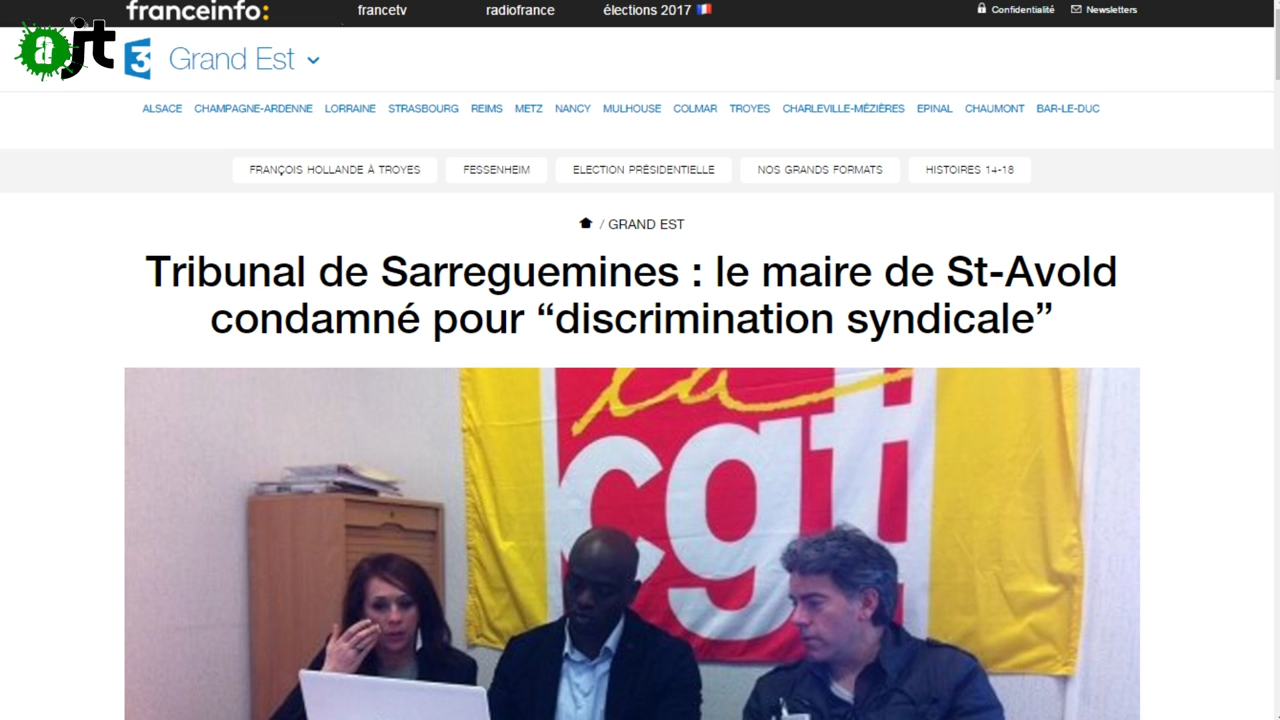 franceinfo:
francetv
radiofrance
élections 2017
Confidentialité
Newsletters
ajt
3
Grand Est
ALSACE CHAMPAGNE-ARDENNE LORRAINE STRASBOURG REIMS METZ NANCY MULHOUSE COLMAR TROYES CHARLEVILLE-MÉZIÈRES EPINAL CHAUMONT BAR-LE-DUC
FRANÇOIS HOLLANDE À TROYES FESSENHEIM ELECTION PRÉSIDENTIELLE NOS GRANDS FORMATS HISTOIRES 14-18
/ GRAND EST
Tribunal de Sarreguemines : le maire de St-Avold
condamné pour “discrimination syndicale”
la
cgt